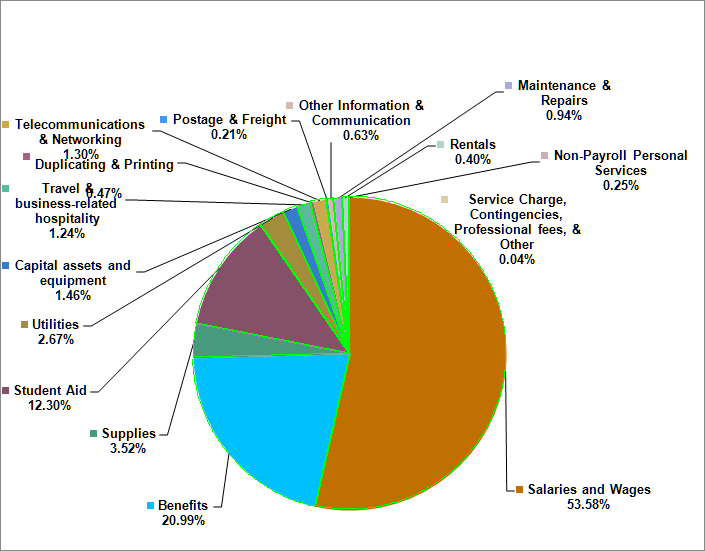 Maintenance &
Repairs
0.94%
Other Information &
Communication
0.63%
Postage & Freight
0.21%
Telecommunications
& Networking
1.30%
Rentals
0.40%
Non-Payroll Personal
Services
0.25%
Duplicating & Printing
0.47%
Travel &
business-related
hospitality
1.24%
Service Charge,
Contingencies,
Professional fees, &
Other
0.04%
Capital assets and
equipment
1.46%
Utilities
2.67%
Student Aid
12.30%
Supplies
3.52%
Benefits
20.99%
Salaries and Wages
53.58%